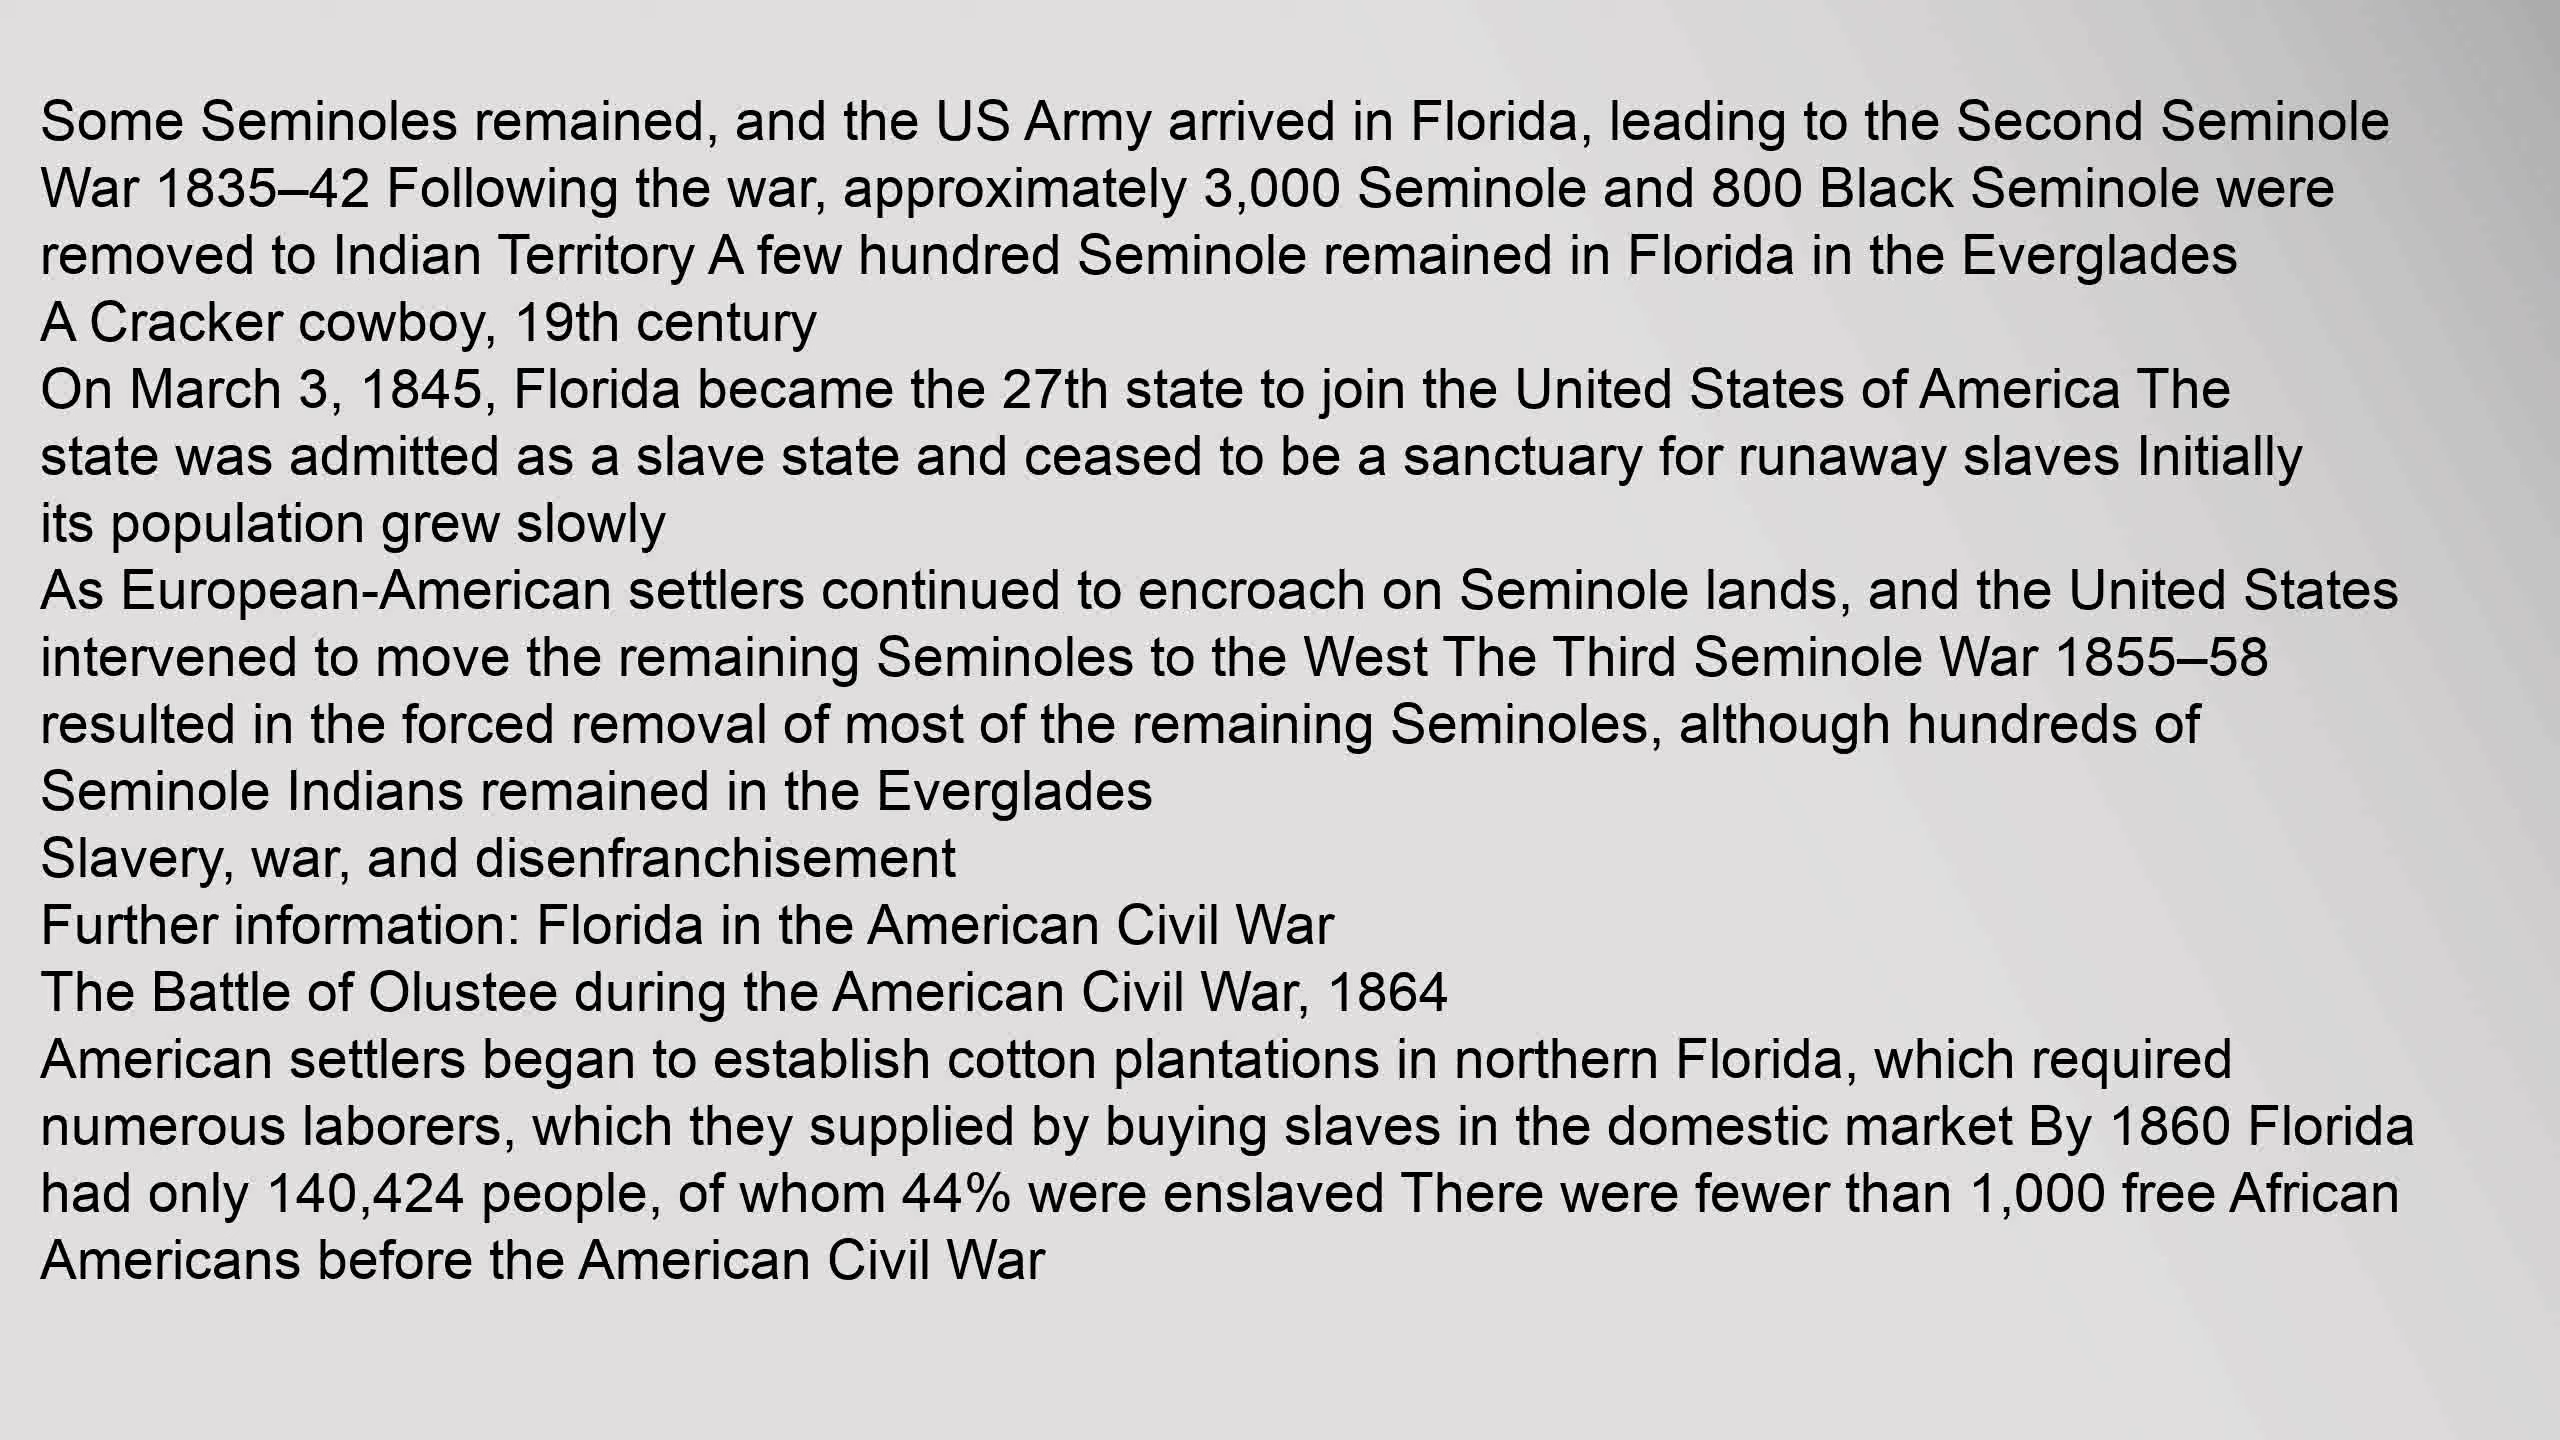 Some Seminoles remained, and the US Army arrived in Florida, leading to the Second Seminole
War 1835–42 Following the war, approximately 3,000 Seminole and 800 Black Seminole were
removed to Indian Territory A few hundred Seminole remained in Florida in the Everglades
A Cracker cowboy, 19th century
On March 3, 1845, Florida became the 27th state to join the United States of America The
state was admitted as a slave state and ceased to be a sanctuary for runaway slaves Initially
its population grew slowly
As European-American settlers continued to encroach on Seminole lands, and the United States
intervened to move the remaining Seminoles to the West The Third Seminole War 1855–58
resulted in the forced removal of most of the remaining Seminoles, although hundreds of
Seminole Indians remained in the Everglades
Slavery, war, and disenfranchisement
Further information: Florida in the American Civil War
The Battle of Olustee during the American Civil War, 1864
American settlers began to establish cotton plantations in northern Florida, which required
numerous laborers, which they supplied by buying slaves in the domestic market By 1860 Florida
had only 140,424 people, of whom 44% were enslaved There were fewer than 1,000 free African
Americans before the American Civil War